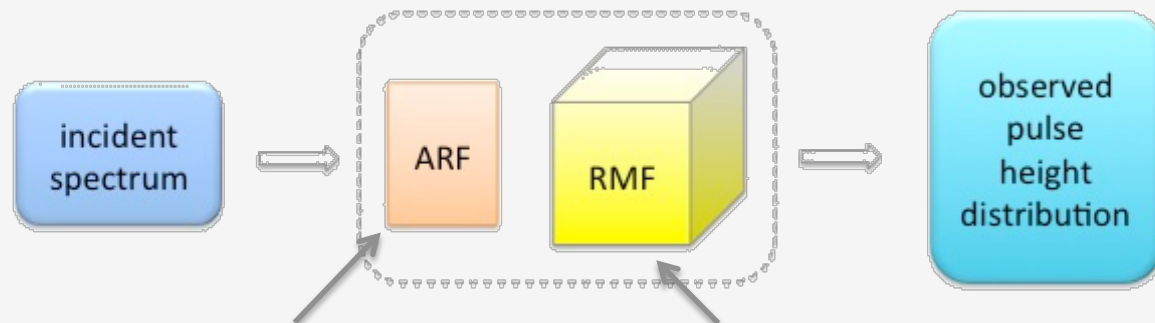 incident
spectrum
ARF
RMF
observed
pulse
height
distribution